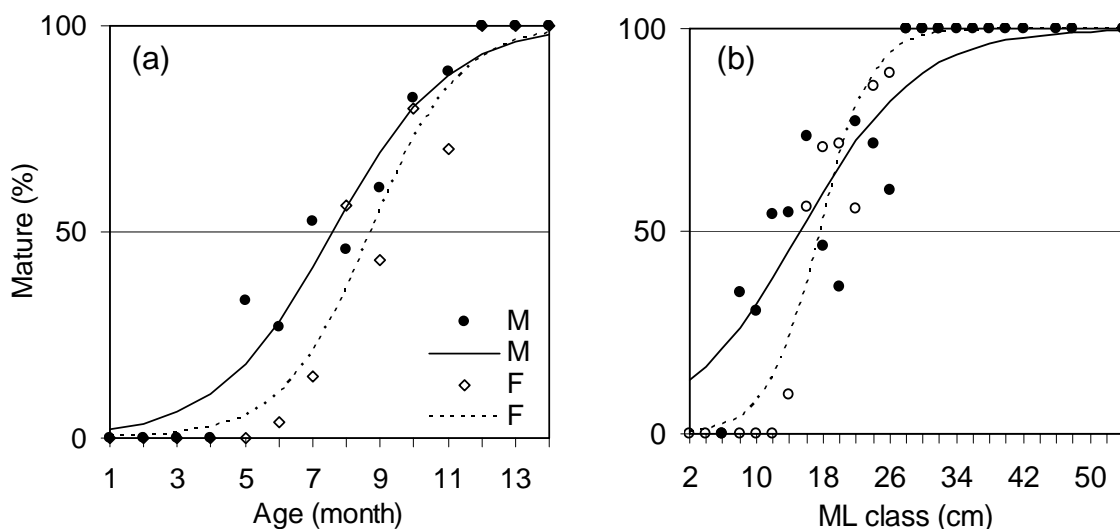 100
(a)
50
0
Mature (%)
M
M
F
F
1 3 5 7 9 11 13
Age (month)
100
(b)
50
0
2 10 18 26 34 42 50
ML class (cm)